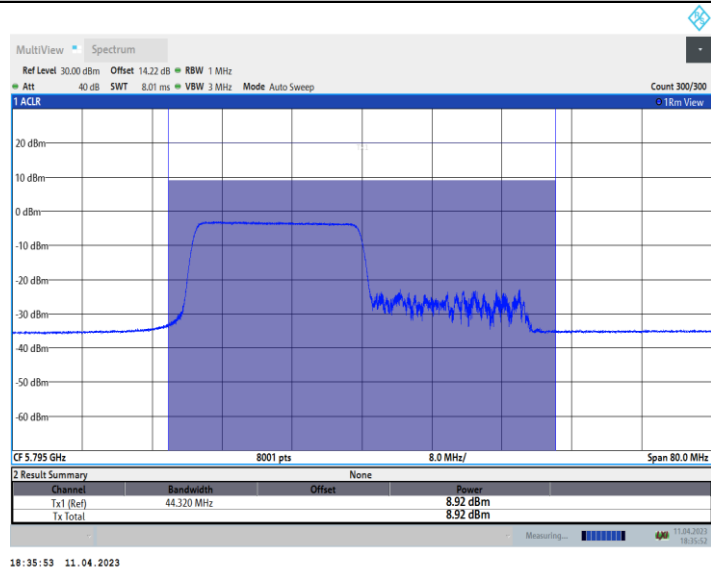 MultiView Spectrum
Ref Level 30.00 dBm Offset 14.22 dB RBW 1 MHz
Att 40 dB SWT 8.01 ms VBW 3 MHz Mode Auto Sweep Count 300/300
1 ACLR 1Rm View
20 dBm
10 dBm
0 dBm
-10 dBm
-20 dBm
-30 dBm
-40 dBm
-50 dBm
-60 dBm
CF 5.795 GHz 8001 pts 8.0 MHz/ Span 80.0 MHz
2 Result Summary None
Channel Bandwidth Offset Power
Tx1 (Ref) 44.320 MHz 8.92 dBm
Tx Total 8.92 dBm
Measuring... 11.04.2023
18:35:52
18:35:53 11.04.2023